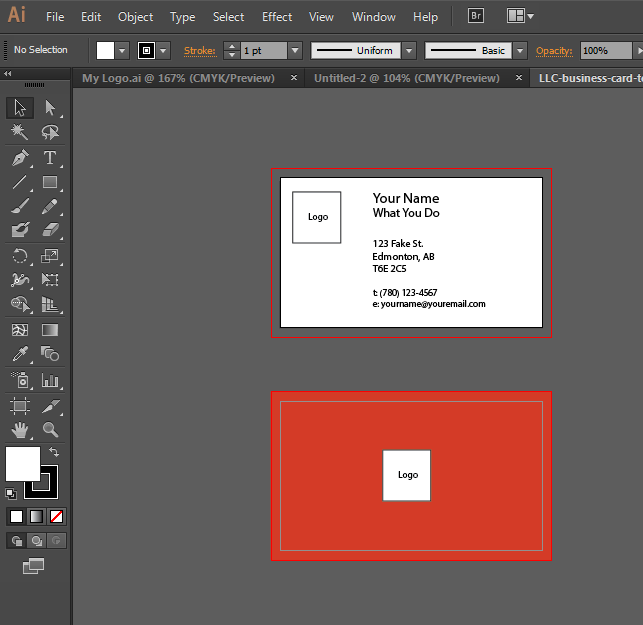 Ai File Edit Object Type Select Effect View Window Help Br
No Selection Stroke: 1 pt Uniform Basic Opacity: 100%
My Logo.ai @ 167% (CMYK/Preview) × Untitled-2 @ 104% (CMYK/Preview) × LLC-business-card-te
T
Logo
Your Name
What You Do
123 Fake St.
Edmonton, AB
T6E 2C5
t: (780) 123-4567
e: yourname@youremail.com
Logo